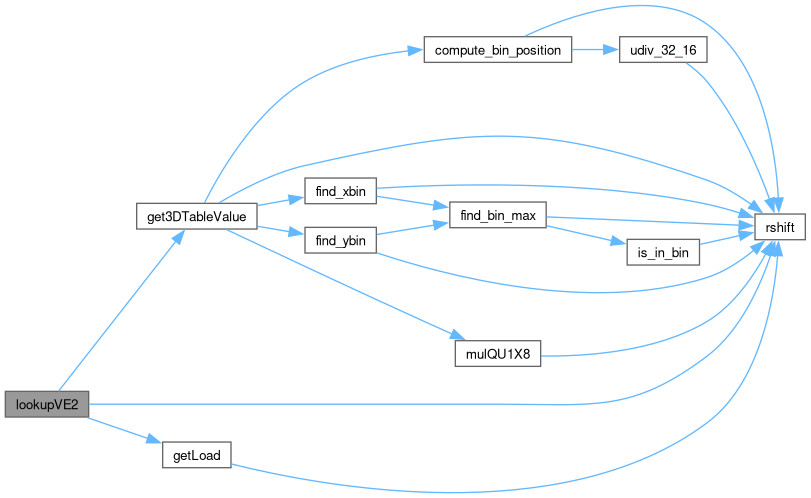 compute_bin_position
udiv_32_16
find_xbin
get3DTableValue
find_bin_max
rshift
find_ybin
is_in_bin
mulQU1X8
lookupVE2
getLoad